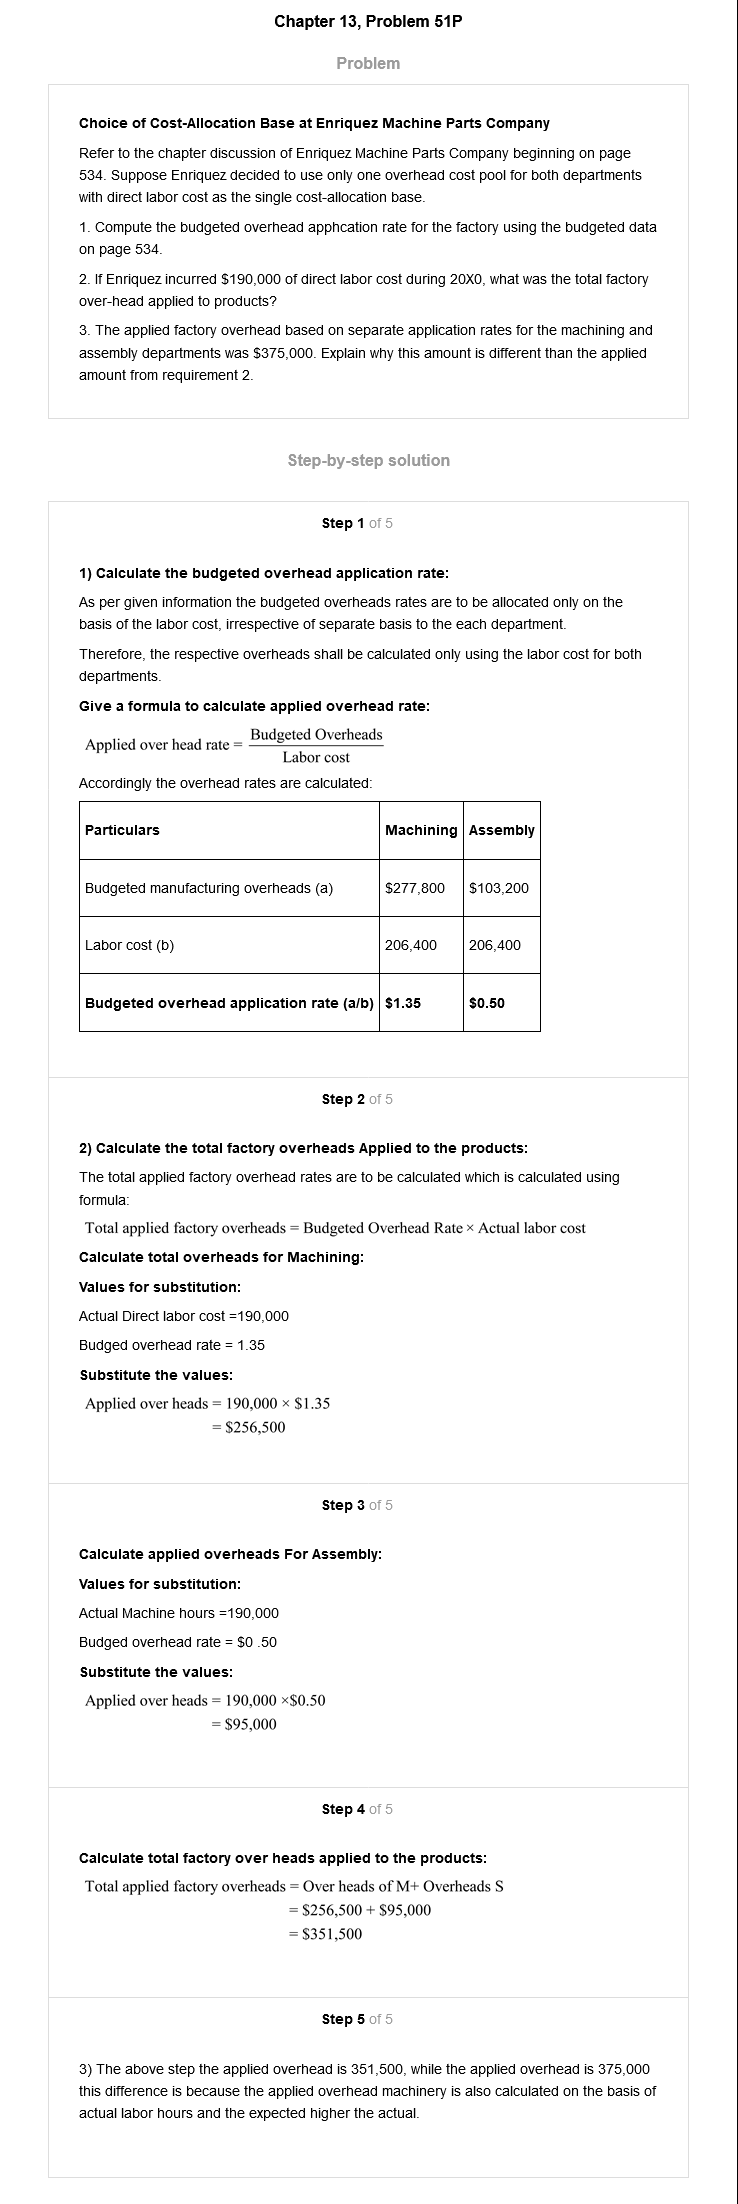 Chapter 13, Problem 51P
Problem
Choice of Cost-Allocation Base at Enriquez Machine Parts Company
Refer to the chapter discussion of Enriquez Machine Parts Company beginning on page
534. Suppose Enriquez decided to use only one overhead cost pool for both departments
with direct labor cost as the single cost-allocation base.
1. Compute the budgeted overhead apphcation rate for the factory using the budgeted data
on page 534.
2. If Enriquez incurred $190,000 of direct labor cost during 20X0, what was the total factory
over-head applied to products?
3. The applied factory overhead based on separate application rates for the machining and
assembly departments was $375,000. Explain why this amount is different than the applied
amount from requirement 2.
Step-by-step solution
Step 1 of 5
1) Calculate the budgeted overhead application rate:
As per given information the budgeted overheads rates are to be allocated only on the
basis of the labor cost, irrespective of separate basis to the each department.
Therefore, the respective overheads shall be calculated only using the labor cost for both
departments.
Give a formula to calculate applied overhead rate:
Applied over head rate = Budgeted Overheads
Labor cost
Accordingly the overhead rates are calculated:
Particulars Machining Assembly
Budgeted manufacturing overheads (a) $277,800 $103,200
Labor cost (b) 206,400 206,400
Budgeted overhead application rate (a/b) $1.35 $0.50
Step 2 of 5
2) Calculate the total factory overheads Applied to the products:
The total applied factory overhead rates are to be calculated which is calculated using
formula:
Total applied factory overheads = Budgeted Overhead Rate × Actual labor cost
Calculate total overheads for Machining:
Values for substitution:
Actual Direct labor cost =190,000
Budged overhead rate = 1.35
Substitute the values:
Applied over heads = 190,000 × $1.35
= $256,500
Step 3 of 5
Calculate applied overheads For Assembly:
Values for substitution:
Actual Machine hours =190,000
Budged overhead rate = $0 .50
Substitute the values:
Applied over heads = 190,000 ×$0.50
= $95,000
Step 4 of 5
Calculate total factory over heads applied to the products:
Total applied factory overheads = Over heads of M+ Overheads S
= $256,500 + $95,000
= $351,500
Step 5 of 5
3) The above step the applied overhead is 351,500, while the applied overhead is 375,000
this difference is because the applied overhead machinery is also calculated on the basis of
actual labor hours and the expected higher the actual.